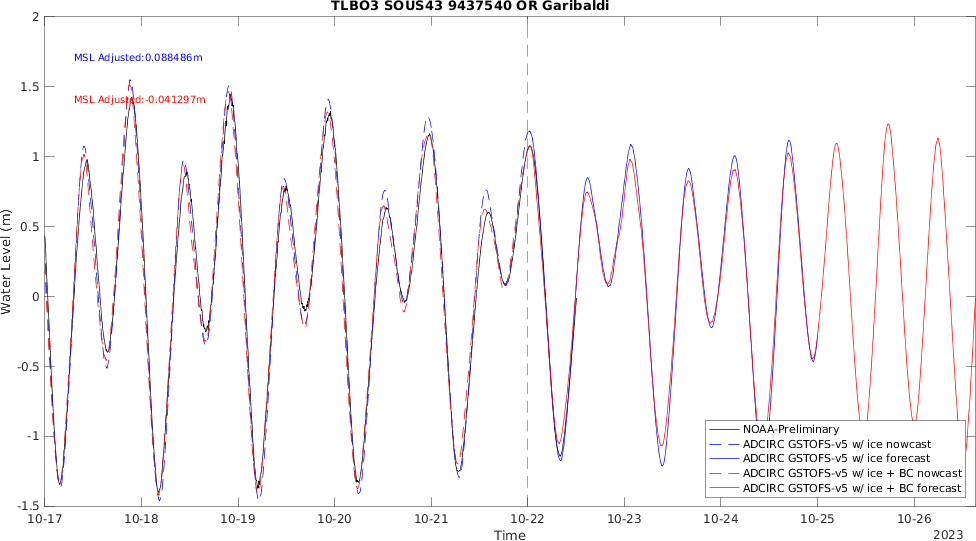 TLBO3 SOUS43 9437540 OR Garibaldi
MSL Adjusted:0.088486m
MSL Adjusted:-0.041297m
Water Level (m)
2
1.5
1
0.5
0
-0.5
-1
-1.5
NOAA-Preliminary
ADCIRC GSTOFS-v5 w/ ice nowcast
ADCIRC GSTOFS-v5 w/ ice forecast
ADCIRC GSTOFS-v5 w/ ice + BC nowcast
ADCIRC GSTOFS-v5 w/ ice + BC forecast
10-17 10-18 10-19 10-20 10-21 10-22 10-23 10-24 10-25 10-26
Time
2023